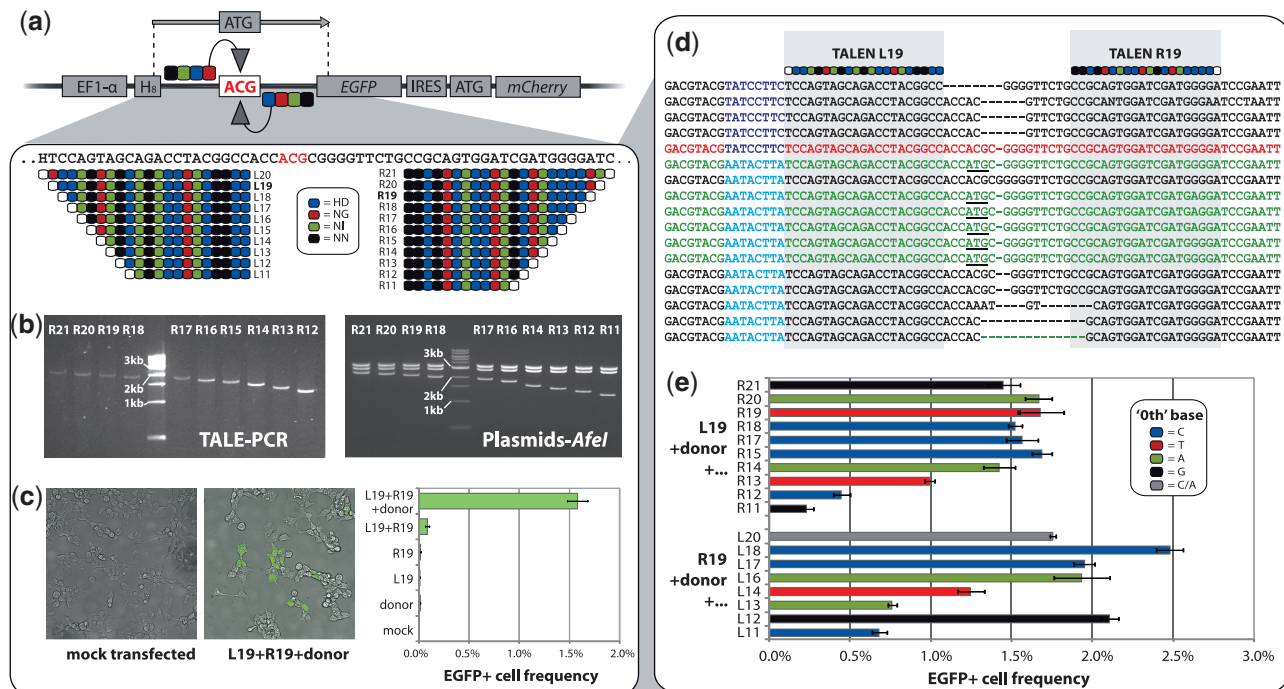 (a)
ATG
EF1-α
H8
ACG
EGFP
IRES
ATG
mCherry
..HTCCAGTAGCAGACCTACGGCCACCACGCGGGGTTCTGCCGCAGTGGATCGATGGGGATC..
L20
L19
L18
L17
L16
L15
L14
L13
L12
L11
= HD
= NG
= NI
= NN
R21
R20
R19
R18
R17
R16
R15
R14
R13
R12
R11
(b)
R21 R20 R19 R18 R17 R16 R15 R14 R13 R12
3kb
2kb
1kb
TALE-PCR
R21 R20 R19 R18 R17 R16 R14 R13 R12 R11
3kb
2kb
1kb
Plasmids-AfeI
(c)
mock transfected
L19+R19+donor
L19+R19
+donor
L19+R19
R19
L19
donor
mock
0.0% 0.5% 1.0% 1.5% 2.0%
EGFP+ cell frequency
(d)
TALEN L19
TALEN R19
GACGTACGTATCCTTCTCCAGTAGCAGACCTACGGCC-------GGGGTTCTGCCGCAGTGGATCGATGGGGATCCGAATT
GACGTACGTATCCTTCTCCAGTAGCAGACCTACGGCCACCAC------GTTCTGCCGCANTGGATCGATGGGAATCCTAATT
GACGTACGTATCCTTCTCCAGTAGCAGACCTACGGCCACCAC------GTTCTGCCGCAGTGGATCGATGGGGATCCGAATT
GACGTACGTATCCTTCTCCAGTAGCAGACCTACGGCCACCAC------GTTCTGCCGCAGTGGATCGATGGGGATCCGAATT
GACGTACGTATCCTTCTCCAGTAGCAGACCTACGGCCACCACGC-GGGGTTCTGCCGCAGTGGATCGATGGGGATCCGAATT
GACGTACGAATACTTATCCAGTAGCAGACCTACGGCCACCATGC-GGGGTTCTGCCGCAGTGGATCGATGAGGATCCGAATT
GACGTACGAATACTTATCCAGTAGCAGACCTACGGCCACCACGCGGGGGTTCTGCCGCAGTGGATCGATGGGGATCCGAATT
GACGTACGAATACTTATCCAGTAGCAGACCTACGGCCACCATGC-GGGGTTCTGCCGCAGTGGATCGATGAGGATCCGAATT
GACGTACGAATACTTATCCAGTAGCAGACCTACGGCCACCATGC-GGGGTTCTGCCGCAGTGGATCGATGAGGATCCGAATT
GACGTACGAATACTTATCCAGTAGCAGACCTACGGCCACCATGC-GGGGTTCTGCCGCAGTGGATCGATGAGGATCCGAATT
GACGTACGAATACTTATCCAGTAGCAGACCTACGGCCACCATGC-GGGGTTCTGCCGCAGTGGATCGATGGGGATCCGAATT
GACGTACGAATACTTATCCAGTAGCAGACCTACGGCCACCATGC-GGGGTTCTGCCGCAGTGGATCGATGGGGATCCGAATT
GACGTACGAATACTTATCCAGTAGCAGACCTACGGCCACCACGC--GGGTTCTGCCGCAGTGGATCGATGGGGATCCGAATT
GACGTACGAATACTTATCCAGTAGCAGACCTACGGCCACCACGC---GGTTCTGCCGCAGTGGATCGATGGGGATCCGAATT
GACGTACGAATACTTATCCAGTAGCAGACCTACGGCCACCAAAT----GT------CAGTGGATCGATGGGGATCCGAATT
GACGTACGAATACTTATCCAGTAGCAGACCTACGGCCACCAC--------------GCAGTGGATCGATGGGGATCCGAATT
GACGTACGAATACTTATCCAGTAGCAGACCTACGGCCACCAC--------------GCAGTGGATCGATGGGGATCCGAATT
(e)
L19
+donor
+...
R21
R20
R19
R18
R17
R15
R14
R13
R12
R11
R19
+donor
+...
L20
L18
L17
L16
L14
L13
L12
L11
'0th' base
= C
= T
= A
= G
= C/A
0.0% 0.5% 1.0% 1.5% 2.0% 2.5% 3.0%
EGFP+ cell frequency